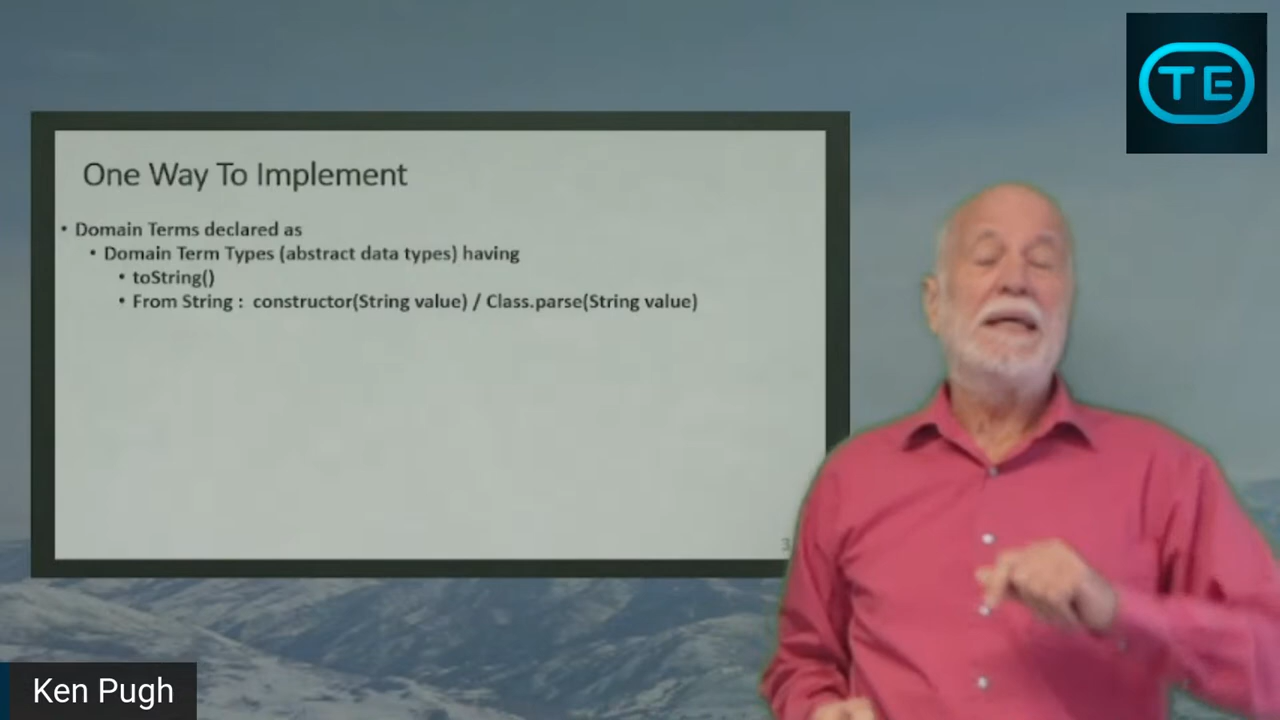 TE
One Way To Implement
• Domain Terms declared as
• Domain Term Types (abstract data types) having
• toString()
• From String : constructor(String value) / Class.parse(String value)
3
Ken Pugh